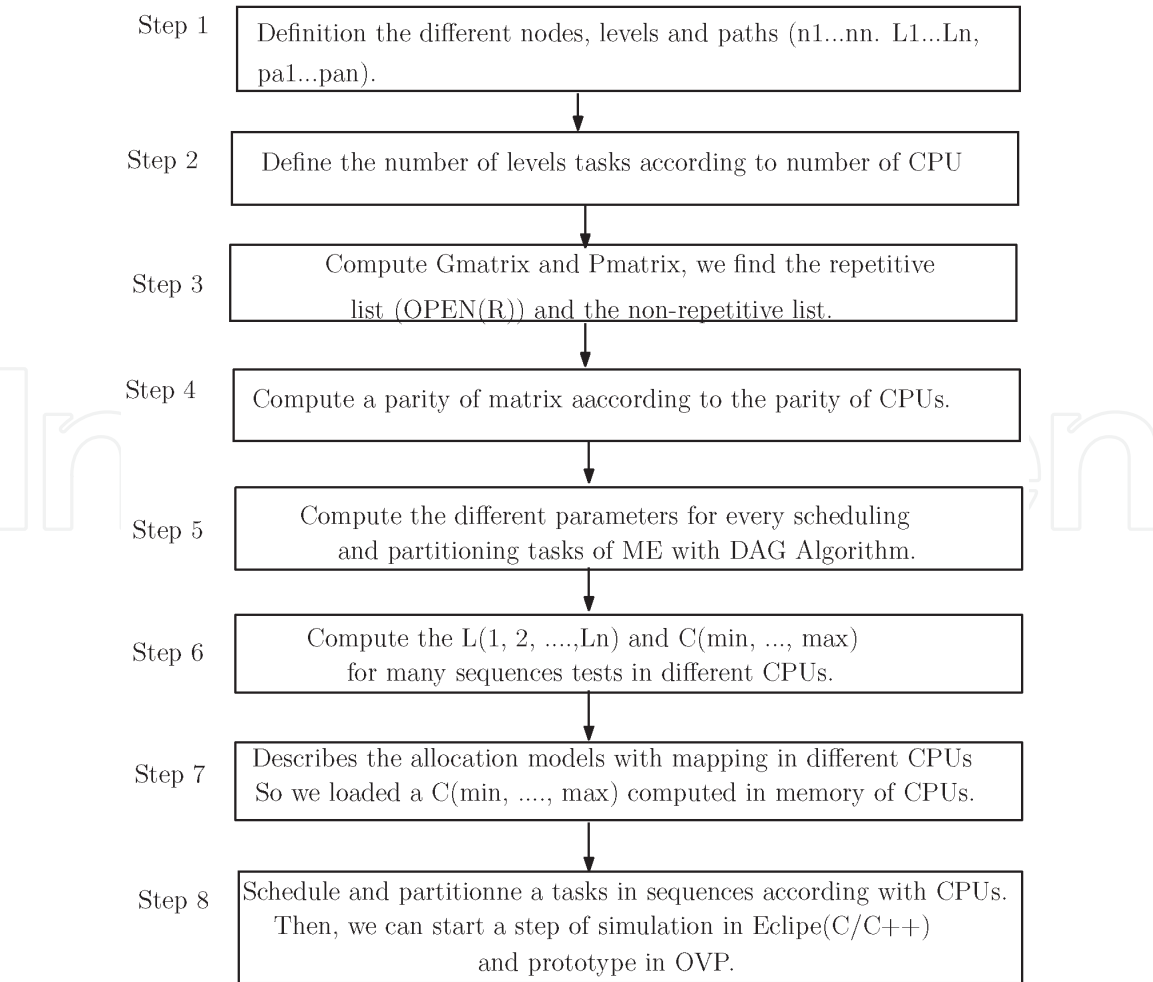 Step 1
Definition the different nodes, levels and paths (n1...nn. L1...Ln,
pa1...pan).
Step 2
Define the number of levels tasks according to number of CPU
Step 3
Compute Gmatrix and Pmatrix, we find the repetitive
list (OPEN(R)) and the non-repetitive list.
Step 4
Compute a parity of matrix aaccording to the parity of CPUs.
Step 5
Compute the different parameters for every scheduling
and partitioning tasks of ME with DAG Algorithm.
Step 6
Compute the L(1, 2, ....,Ln) and C(min, ..., max)
for many sequences tests in different CPUs.
Step 7
Describes the allocation models with mapping in different CPUs
So we loaded a C(min, ...., max) computed in memory of CPUs.
Step 8
Schedule and partitionne a tasks in sequences according with CPUs.
Then, we can start a step of simulation in Eclipe(C/C++)
and prototype in OVP.